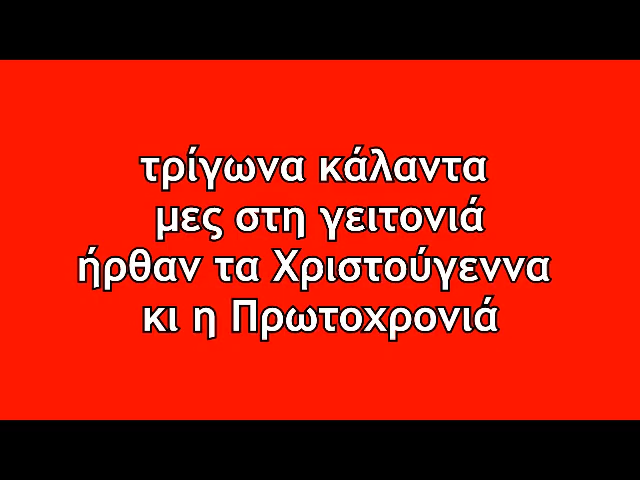 τρίγωνα κάλαντα
μες στη γειτονιά
ήρθαν τα Χριστούγεννα
κι η Πρωτοχρονιά